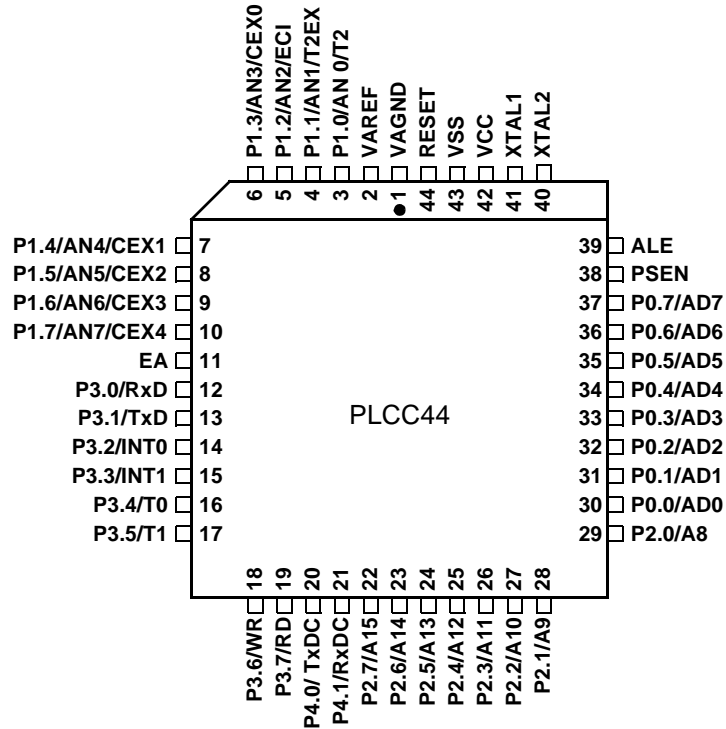 P1.3/AN3/CEX0
P1.2/AN2/ECI
P1.1/AN1/T2EX
P1.0/AN 0/T2
VAREF
VAGND
RESET
VSS
VCC
XTAL1
XTAL2
6 5 4 3 2 1 44 43 42 41 40
P1.4/AN4/CEX1 7
P1.5/AN5/CEX2 8
P1.6/AN6/CEX3 9
P1.7/AN7/CEX4 10
EA 11
P3.0/RxD 12
P3.1/TxD 13
P3.2/INT0 14
P3.3/INT1 15
P3.4/T0 16
P3.5/T1 17
PLCC44
39 ALE
38 PSEN
37 P0.7/AD7
36 P0.6/AD6
35 P0.5/AD5
34 P0.4/AD4
33 P0.3/AD3
32 P0.2/AD2
31 P0.1/AD1
30 P0.0/AD0
29 P2.0/A8
18 19 20 21 22 23 24 25 26 27 28
P3.6/WR
P3.7/RD
P4.0/ TxDC
P4.1/RxDC
P2.7/A15
P2.6/A14
P2.5/A13
P2.4/A12
P2.3/A11
P2.2/A10
P2.1/A9